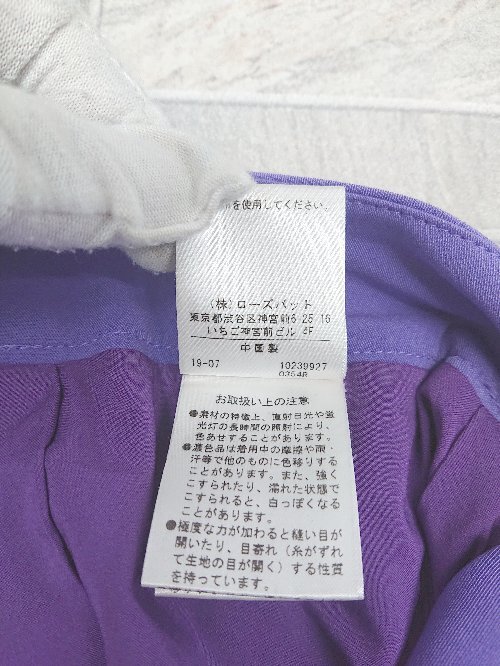 を使用してください。
(株)ローズバット
東京都渋谷区神宮前6-25-16
いちご神宮前ビル 4F
中国製
19-07 10239927
0354B
お取扱い上の注意
●素材の特徴上、直射日光や蛍
光灯の長時間の照射により、
色あせすることがあります。
●濃色品は着用中の摩擦や雨・
汗等で他のものに色移りする
ことがあります。また、強く
こすられたり、濡れた状態で
こすられると、白っぽくなる
ことがあります。
●極度な力が加わると縫い目が
開いたり、目寄れ(糸がずれ
て生地の目が開く)する性質
を持っています。